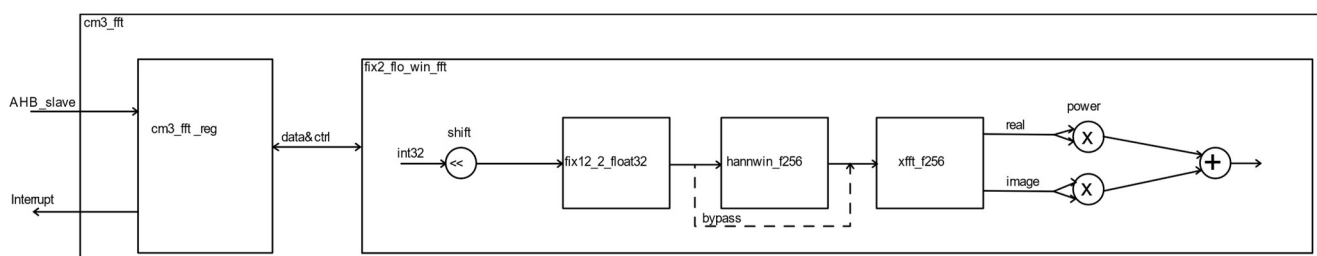 cm3_fft
fix2_flo_win_fft
AHB_slave
cm3_fft _reg
data&ctrl
int32
shift
<<
fix12_2_float32
hannwin_f256
bypass
xfft_f256
real
image
power
X
X
+
Interrupt